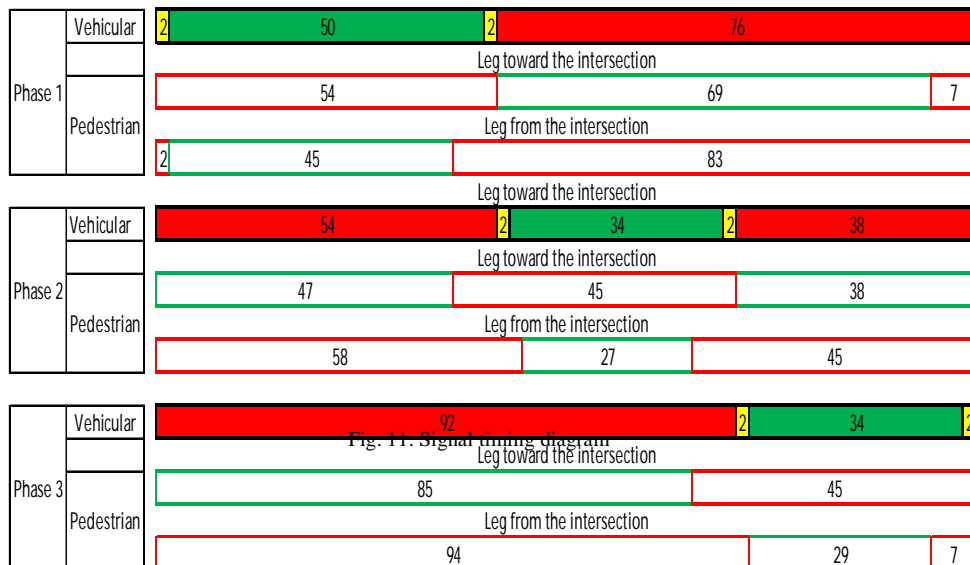 Vehicular 2 50 2 76
Leg toward the intersection
Phase 1 54 69 7
Pedestrian Leg from the intersection
2 45 83
Leg toward the intersection
Vehicular 54 2 34 2 38
Leg toward the intersection
Phase 2 47 45 38
Pedestrian Leg from the intersection
58 27 45
Vehicular 92 2 34 2
Fig. 11: Signal timing diagram
Leg toward the intersection
Phase 3 85 45
Pedestrian Leg from the intersection
94 29 7